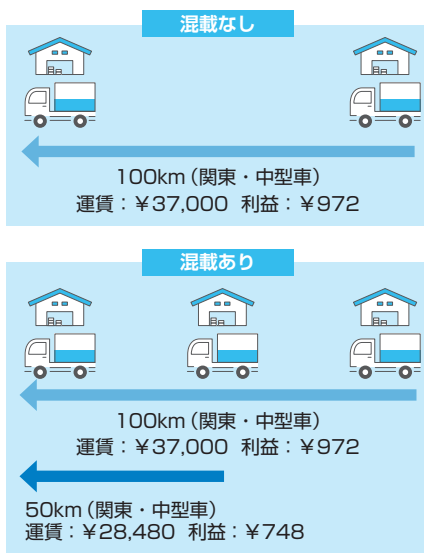 混載なし
100km（関東・中型車）
運賃：￥37,000 利益：￥972
混載あり
100km（関東・中型車）
運賃：￥37,000 利益：￥972
50km（関東・中型車）
運賃：￥28,480 利益：￥748